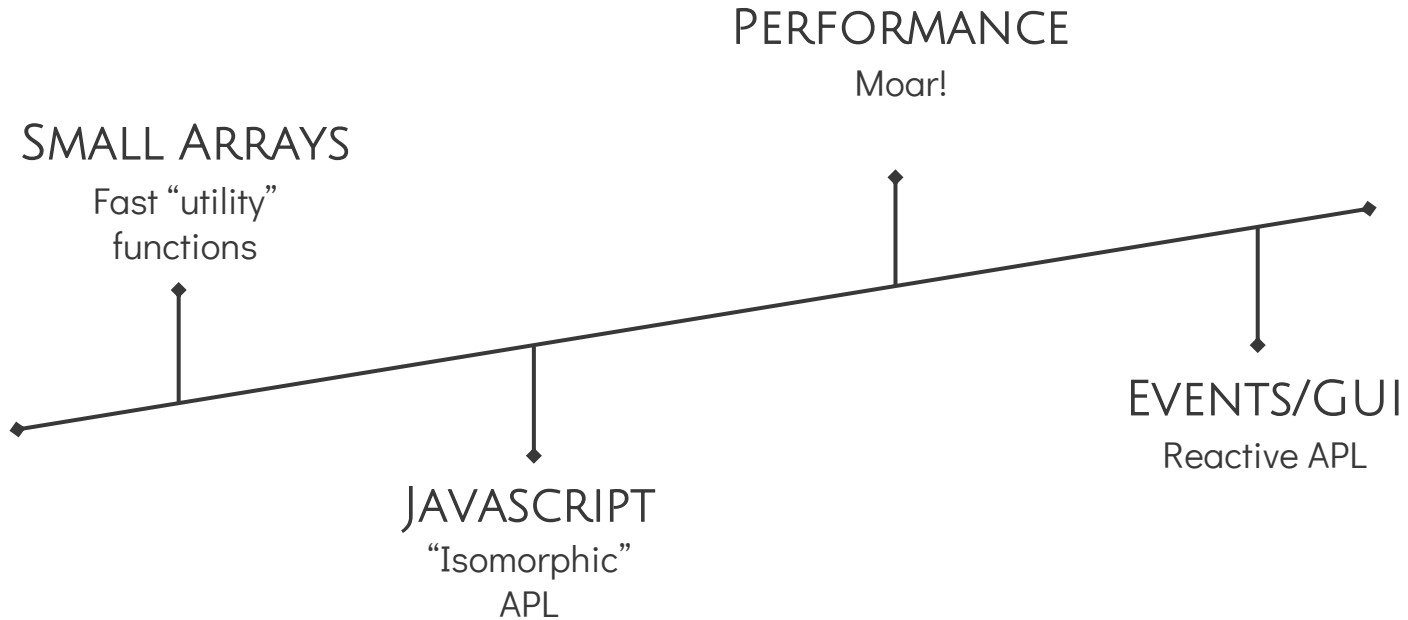 PERFORMANCE
Moar!
SMALL ARRAYS
Fast “utility”
functions
JAVASCRIPT
“Isomorphic”
APL
EVENTS/GUI
Reactive APL